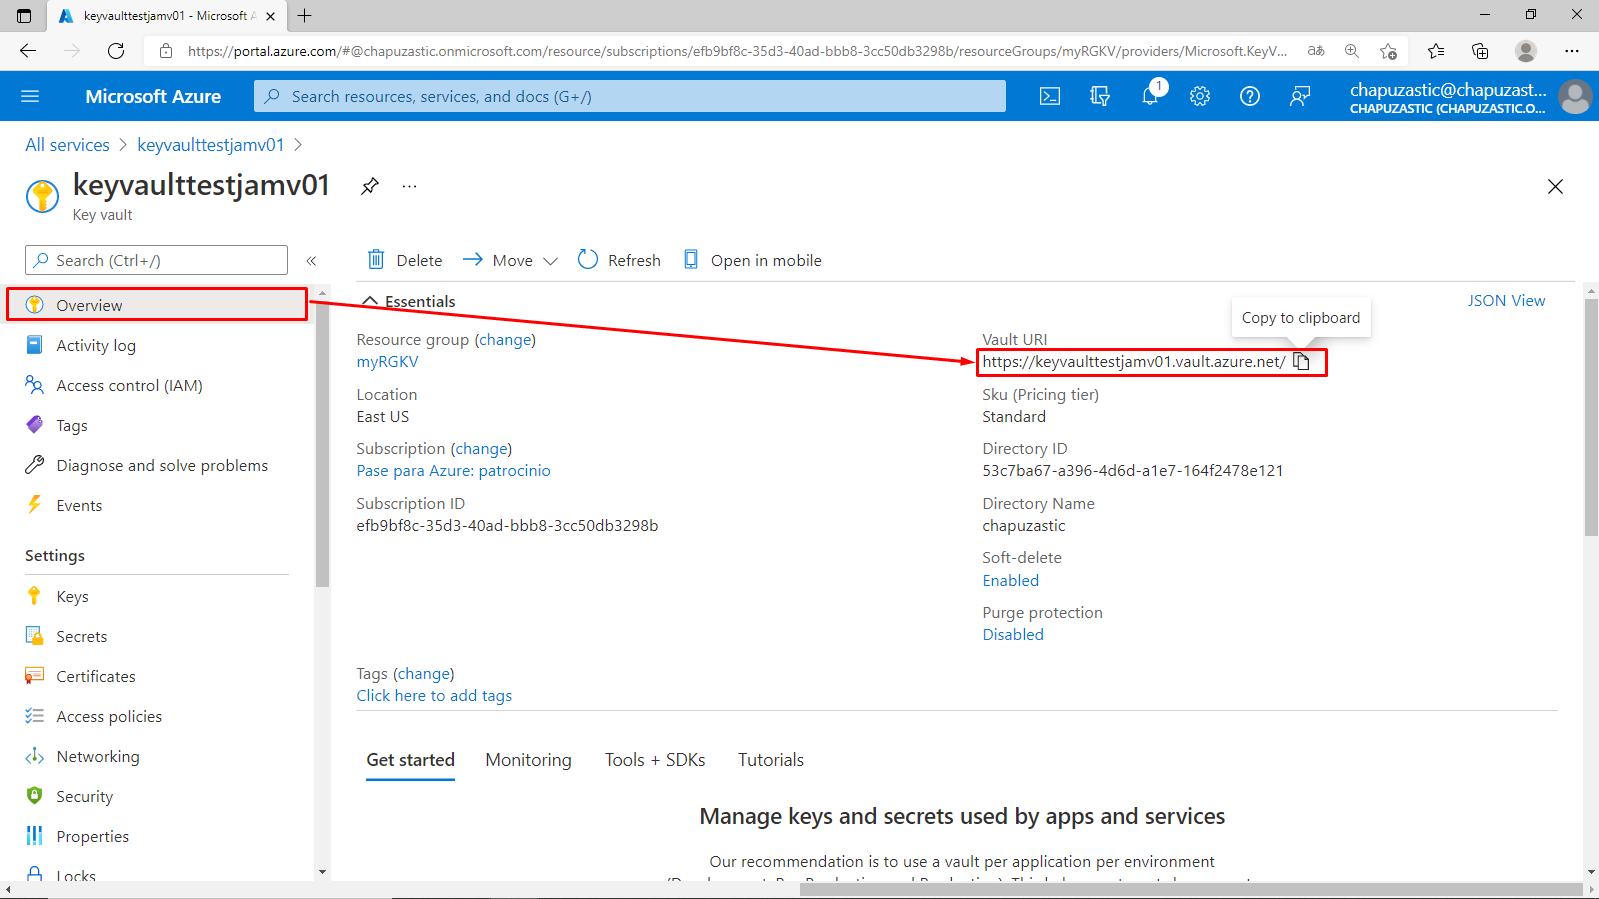 keyvaulttestjamv01 - Microsoft A
https://portal.azure.com/#@chapuzastic.onmicrosoft.com/resource/subscriptions/efb9bf8c-35d3-40ad-bbb8-3cc50db3298b/resourceGroups/myRGKV/providers/Microsoft.KeyV...
aあ
Microsoft Azure
Search resources, services, and docs (G+/)
1
chapuzastic@chapuzast...
CHAPUZASTIC (CHAPUZASTIC.O...
All services > keyvaulttestjamv01 >
keyvaulttestjamv01
...
Key vault
Search (Ctrl+/)
«
Overview
Activity log
Access control (IAM)
Tags
Diagnose and solve problems
Events
Settings
Keys
Secrets
Certificates
Access policies
Networking
Security
Properties
Locks
Delete
Move
Refresh
Open in mobile
Essentials
JSON View
Copy to clipboard
Resource group (change)
myRGKV
Location
East US
Subscription (change)
Pase para Azure: patrocinio
Subscription ID
efb9bf8c-35d3-40ad-bbb8-3cc50db3298b
Vault URI
https://keyvaulttestjamv01.vault.azure.net/
Sku (Pricing tier)
Standard
Directory ID
53c7ba67-a396-4d6d-a1e7-164f2478e121
Directory Name
chapuzastic
Soft-delete
Enabled
Purge protection
Disabled
Tags (change)
Click here to add tags
Get started
Monitoring
Tools + SDKs
Tutorials
Manage keys and secrets used by apps and services
Our recommendation is to use a vault per application per environment